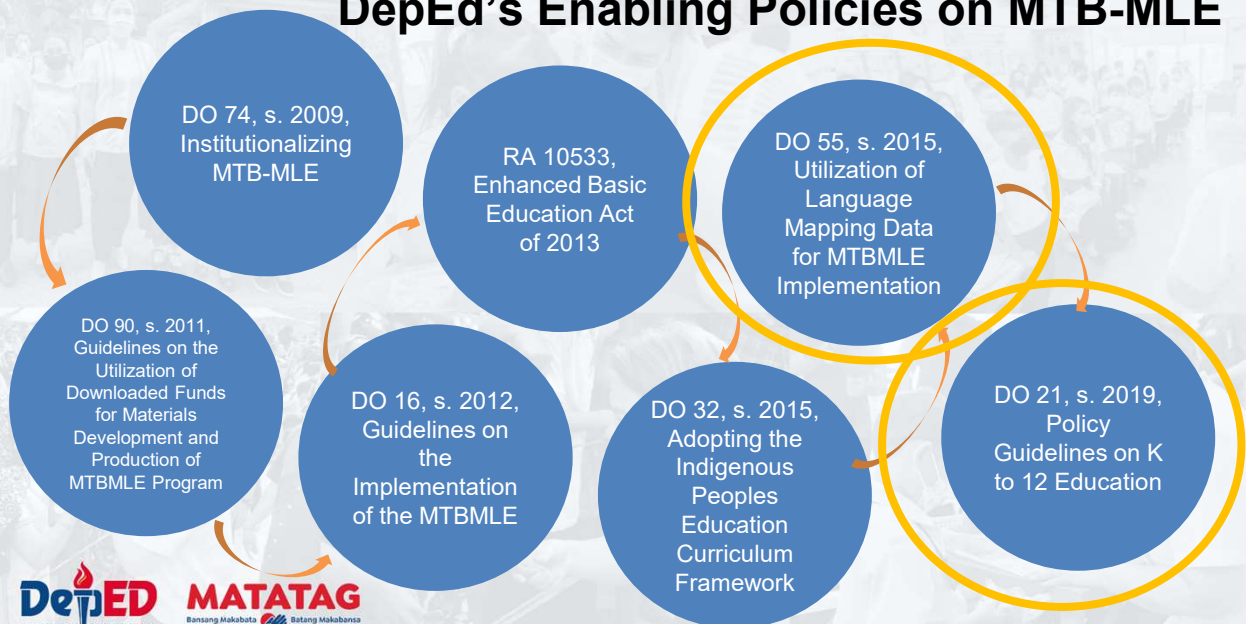 DepEd's Enabling Policies on MTB-MLE
DO 74, s. 2009,
Institutionalizing
MTB-MLE
DO 90, s. 2011,
Guidelines on the
Utilization of
Downloaded Funds
for Materials
Development and
Production of
MTBMLE Program
DO 16, s. 2012,
Guidelines on
the
Implementation
of the MTBMLE
RA 10533,
Enhanced Basic
Education Act
of 2013
DO 32, s. 2015,
Adopting the
Indigenous
Peoples
Education
Curriculum
Framework
DO 55, s. 2015,
Utilization of
Language
Mapping Data
for MTBMLE
Implementation
DO 21, s. 2019,
Policy
Guidelines on K
to 12 Education
DepED
MATATAG
Bansang Makabata Batang Makabansa